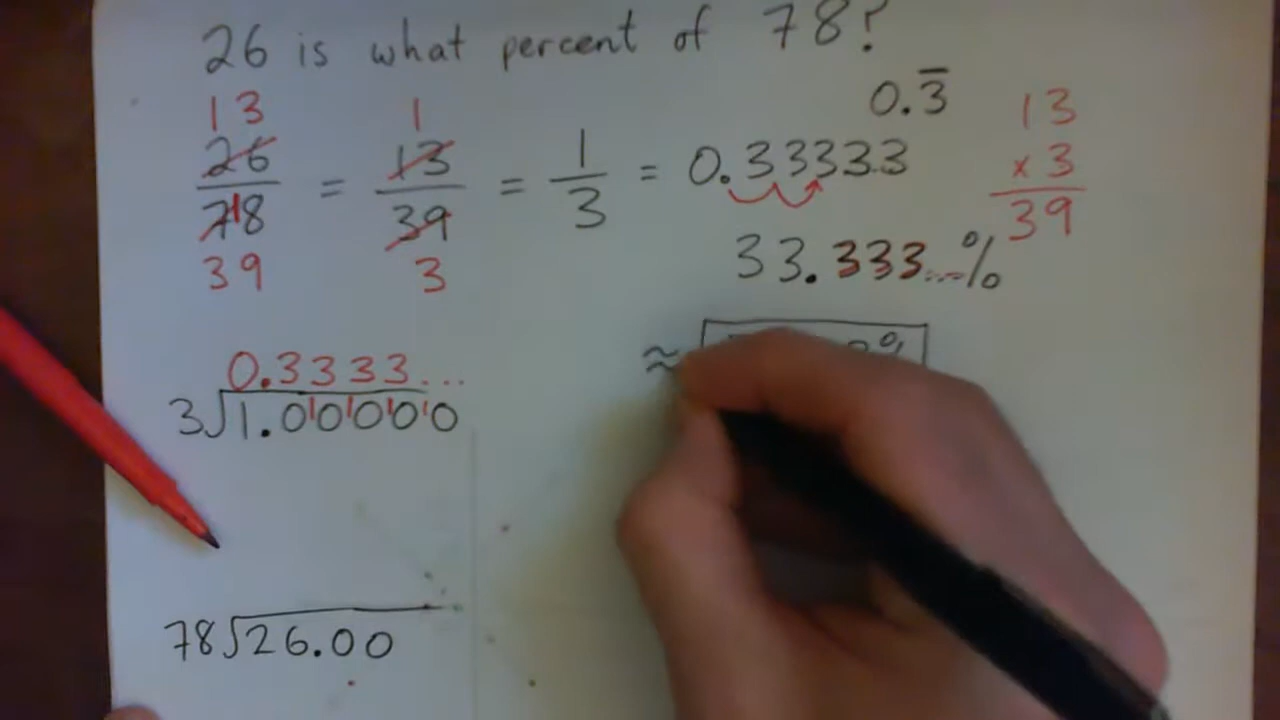 26 is what percent of 78?
0.3̅
13 1 13
26/78 = 13/39 = 1/3 = 0.33333
× 3
39 3 39
33.333...%
≈ %
0.3333...
3√1.00000
78√26.00